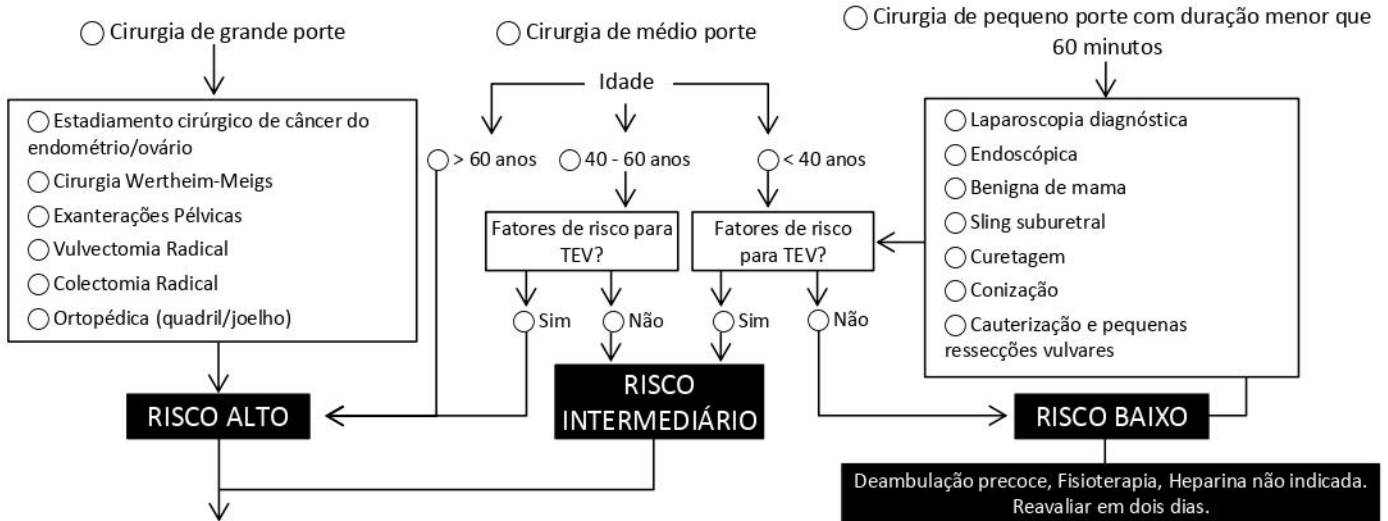 Cirurgia de grande porte
Estadiamento cirúrgico de câncer do
endométrio/ovário
Cirurgia Wertheim-Meigs
Exanterações Pélvicas
Vulvectomia Radical
Colectomia Radical
Ortopédica (quadril/joelho)
RISCO ALTO
Cirurgia de médio porte
Idade
> 60 anos
40 - 60 anos
< 40 anos
Fatores de risco para
TEV?
Fatores de risco
para TEV?
Sim
Não
Sim
Não
RISCO
INTERMEDIÁRIO
Cirurgia de pequeno porte com duração menor que
60 minutos
Laparoscopia diagnóstica
Endoscópica
Benigna de mama
Sling suburetral
Curetagem
Conização
Cauterização e pequenas
ressecções vulvares
RISCO BAIXO
Deambulação precoce, Fisioterapia, Heparina não indicada.
Reavaliar em dois dias.